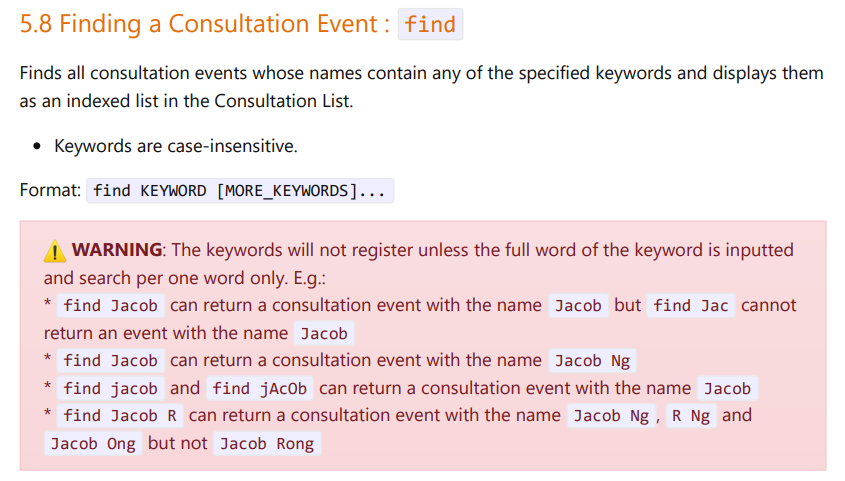 5.8 Finding a Consultation Event : find
Finds all consultation events whose names contain any of the specified keywords and displays them
as an indexed list in the Consultation List.
• Keywords are case-insensitive.
Format: find KEYWORD [MORE_KEYWORDS]...
⚠️ WARNING: The keywords will not register unless the full word of the keyword is inputted
and search per one word only. E.g.:
* find Jacob can return a consultation event with the name Jacob but find Jac cannot
return an event with the name Jacob
* find Jacob can return a consultation event with the name Jacob Ng
* find jacob and find jAcOb can return a consultation event with the name Jacob
* find Jacob R can return a consultation event with the name Jacob Ng , R Ng and
Jacob Ong but not Jacob Rong